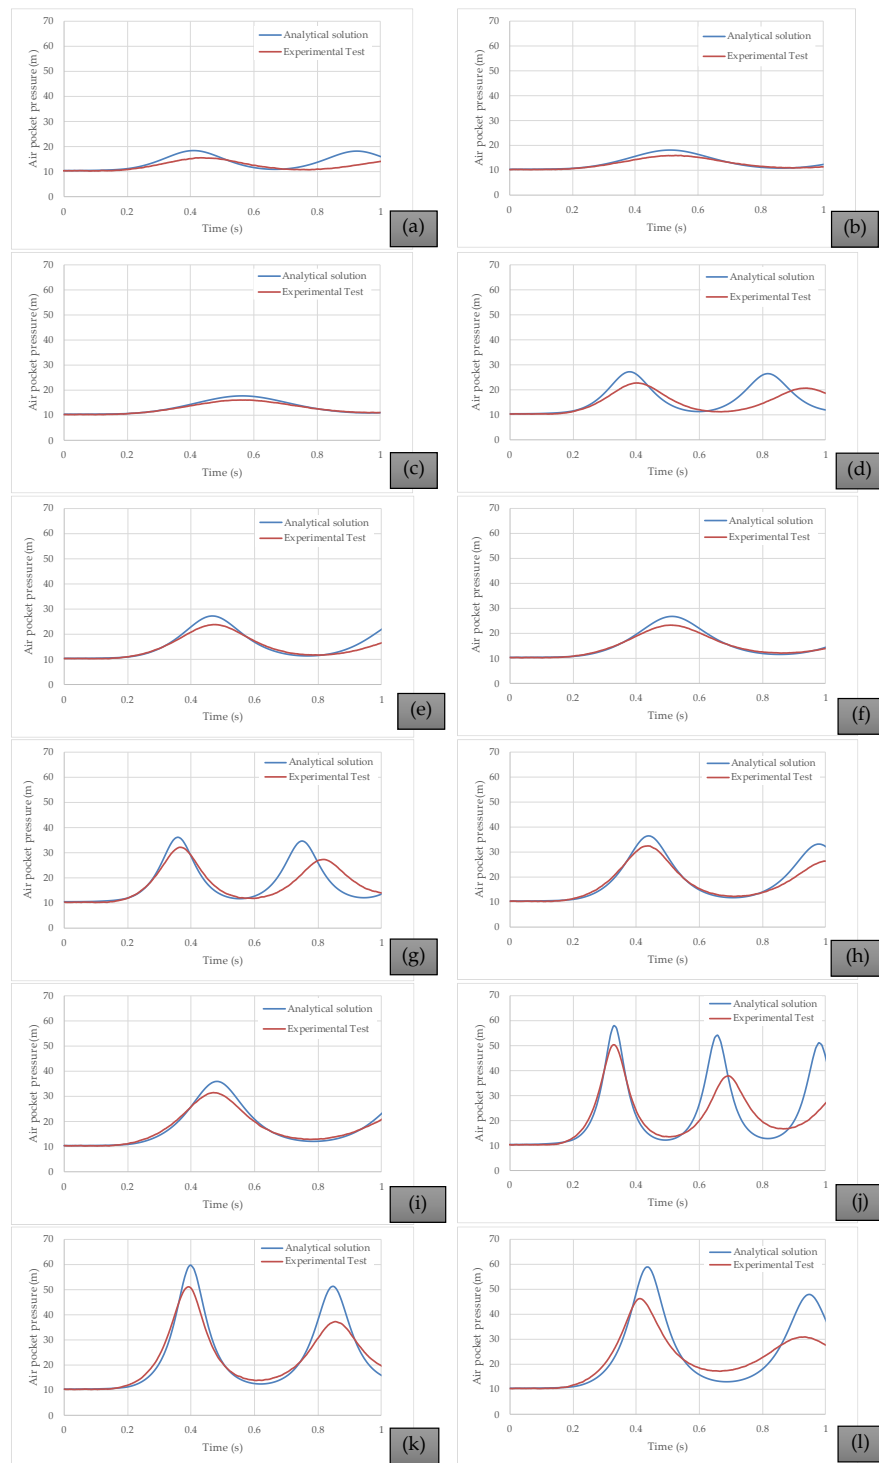 70
60
50
40
30
20
10
0
Air pocket pressure (m)
Analytical solution
Experimental Test
0 0.2 0.4 0.6 0.8 1
Time (s)
(a)
70
60
50
40
30
20
10
0
Air pocket pressure (m)
Analytical solution
Experimental Test
0 0.2 0.4 0.6 0.8 1
Time (s)
(b)
70
60
50
40
30
20
10
0
Air pocket pressure (m)
Analytical solution
Experimental Test
0 0.2 0.4 0.6 0.8 1
Time (s)
(c)
70
60
50
40
30
20
10
0
Air pocket pressure (m)
Analytical solution
Experimental Test
0 0.2 0.4 0.6 0.8 1
Time (s)
(d)
70
60
50
40
30
20
10
0
Air pocket pressure (m)
Analytical solution
Experimental Test
0 0.2 0.4 0.6 0.8 1
Time (s)
(e)
70
60
50
40
30
20
10
0
Air pocket pressure (m)
Analytical solution
Experimental Test
0 0.2 0.4 0.6 0.8 1
Time (s)
(f)
70
60
50
40
30
20
10
0
Air pocket pressure (m)
Analytical solution
Experimental Test
0 0.2 0.4 0.6 0.8 1
Time (s)
(g)
70
60
50
40
30
20
10
0
Air pocket pressure (m)
Analytical solution
Experimental Test
0 0.2 0.4 0.6 0.8 1
Time (s)
(h)
70
60
50
40
30
20
10
0
Air pocket pressure (m)
Analytical solution
Experimental Test
0 0.2 0.4 0.6 0.8 1
Time (s)
(i)
70
60
50
40
30
20
10
0
Air pocket pressure (m)
Analytical solution
Experimental Test
0 0.2 0.4 0.6 0.8 1
Time (s)
(j)
70
60
50
40
30
20
10
0
Air pocket pressure (m)
Analytical solution
Experimental Test
0 0.2 0.4 0.6 0.8 1
Time (s)
(k)
70
60
50
40
30
20
10
0
Air pocket pressure (m)
Analytical solution
Experimental Test
0 0.2 0.4 0.6 0.8 1
Time (s)
(l)